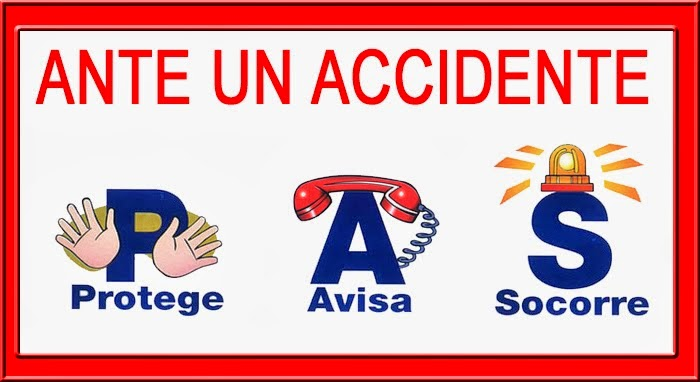 ANTE UN ACCIDENTE
P A S
Protege Avisa Socorre